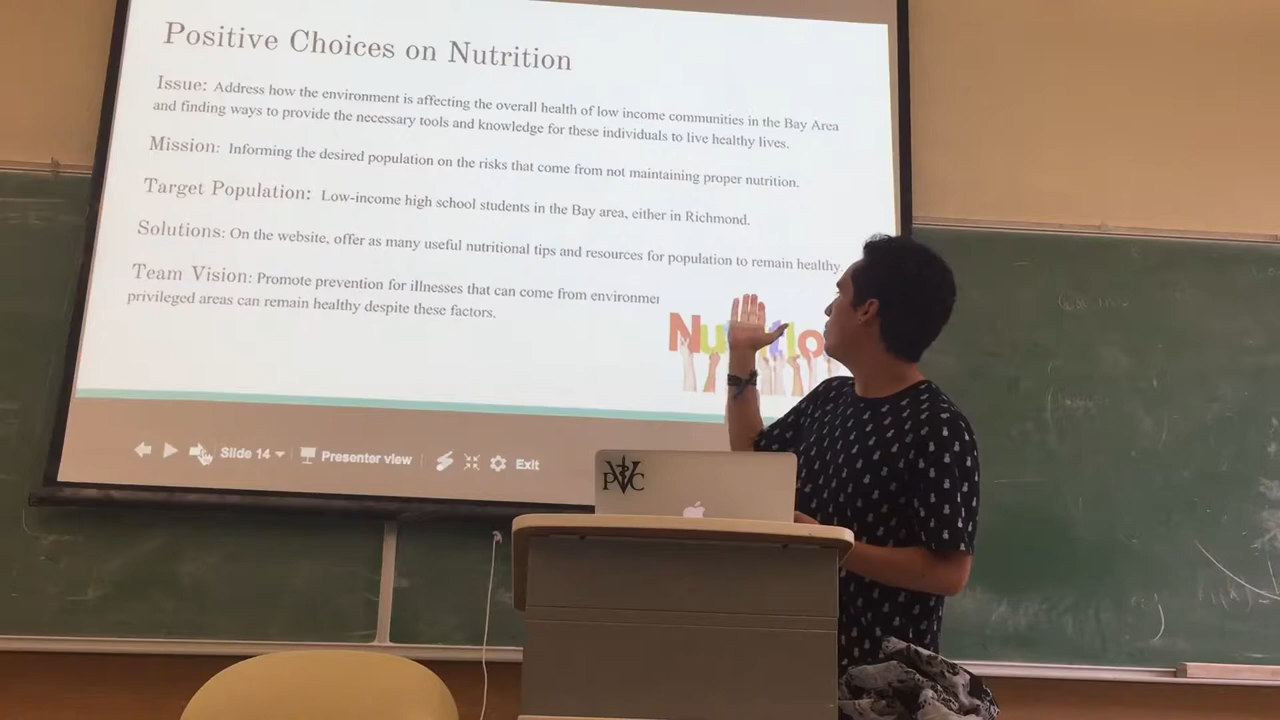 Positive Choices on Nutrition
Issue: Address how the environment is affecting the overall health of low income communities in the Bay Area
and finding ways to provide the necessary tools and knowledge for these individuals to live healthy lives.
Mission: Informing the desired population on the risks that come from not maintaining proper nutrition.
Target Population: Low-income high school students in the Bay area, either in Richmond.
Solutions: On the website, offer as many useful nutritional tips and resources for population to remain healthy.
Team Vision: Promote prevention for illnesses that can come from
privileged areas can remain healthy despite these factors.
Slide 14
Presenter view
Exit
PVC